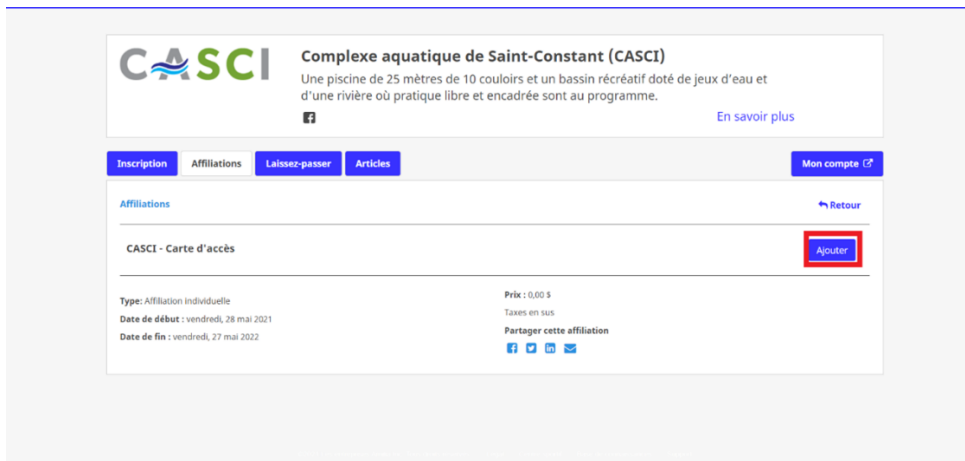 CASCI
Complexe aquatique de Saint-Constant (CASCI)
Une piscine de 25 mètres de 10 couloirs et un bassin récréatif doté de jeux d'eau et
d'une rivière où pratique libre et encadrée sont au programme.
En savoir plus
Inscription Affiliations Laissez-passer Articles Mon compte
Affiliations Retour
CASCI - Carte d'accès Ajouter
Type: Affiliation individuelle
Date de début : vendredi, 28 mai 2021
Date de fin : vendredi, 27 mai 2022
Prix : 0,00 $
Taxes en sus
Partager cette affiliation